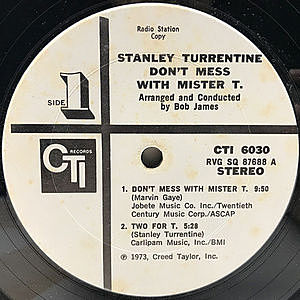 Radio Station
Copy
STANLEY TURRENTINE
DON'T MESS
WITH MISTER T.
Arranged and Conducted
by Bob James
SIDE 1
CTI RECORDS
CTI 6030
RVG SQ 87688 A
STEREO
1. DON'T MESS WITH MISTER T. 9:50
(Marvin Gaye)
Jobete Music Co. Inc./Twentieth
Century Music Corp./ASCAP
2. TWO FOR T. 5:28
(Stanley Turrentine)
Carlipam Music, Inc./BMI
℗ 1973, Creed Taylor, Inc.